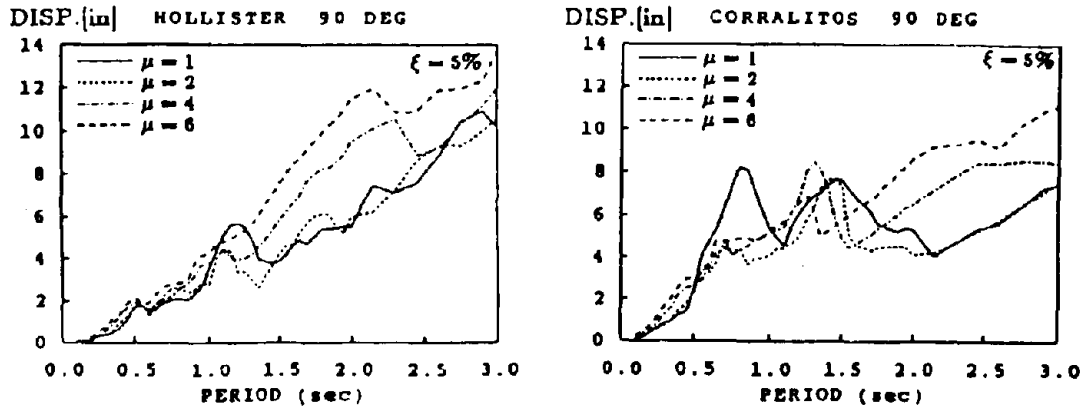 DISP.[in] HOLLISTER 90 DEG
14
12
10
8
6
4
2
0
μ = 1
μ = 2
μ = 4
μ = 6
ξ = 5%
0.0 0.5 1.0 1.5 2.0 2.5 3.0
PERIOD (sec)
DISP.[in] CORRALITOS 90 DEG
14
12
10
8
6
4
2
0
μ = 1
μ = 2
μ = 4
μ = 6
ξ = 5%
0.0 0.5 1.0 1.5 2.0 2.5 3.0
PERIOD (sec)